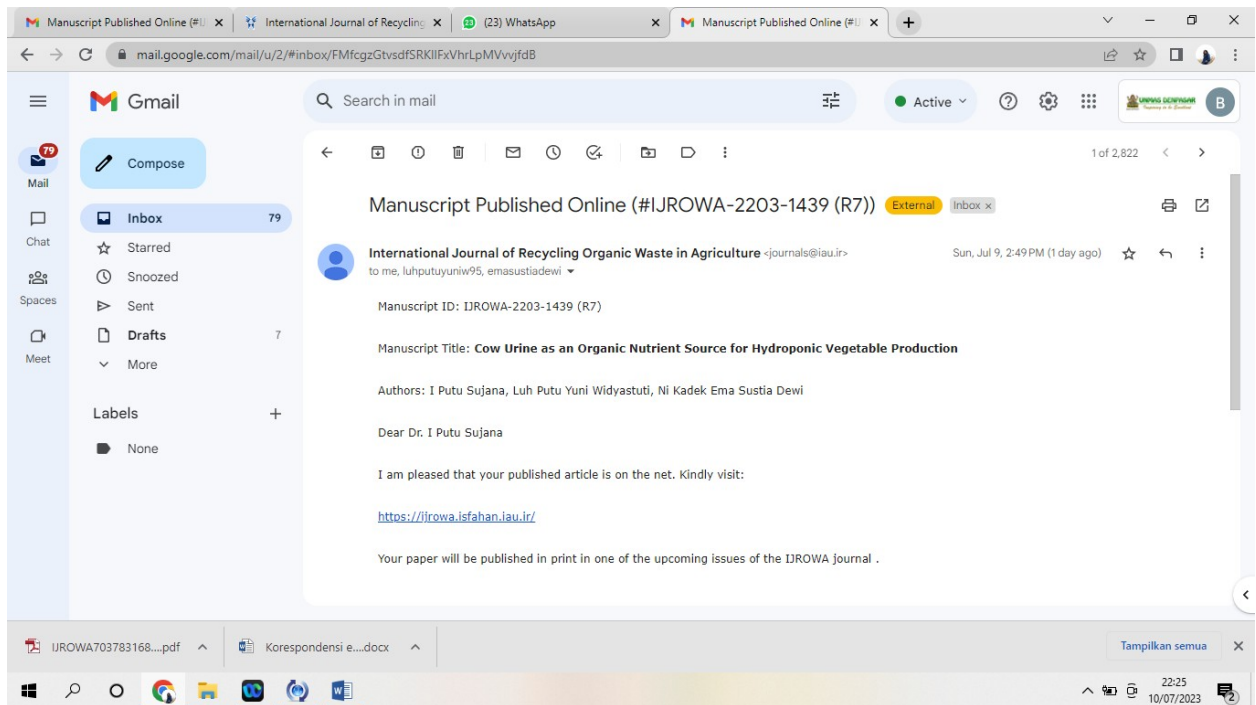 Manuscript Published Online (#U
International Journal of Recycling
(23) WhatsApp
Manuscript Published Online (#U
mail.google.com/mail/u/2/#inbox/FMfcgzGtvsdfSRKllFxVhrLpMVvvjfdB
Gmail
Search in mail
Active
B
79
Mail
Chat
Spaces
Meet
Compose
Inbox 79
Starred
Snoozed
Sent
Drafts 7
More
Labels +
None
1 of 2,822
Manuscript Published Online (#IJROWA-2203-1439 (R7)) External Inbox x
International Journal of Recycling Organic Waste in Agriculture <journals@iau.ir> Sun, Jul 9, 2:49 PM (1 day ago)
to me, luhputuyuniw95, emasustiadewi
Manuscript ID: IJROWA-2203-1439 (R7)
Manuscript Title: Cow Urine as an Organic Nutrient Source for Hydroponic Vegetable Production
Authors: I Putu Sujana, Luh Putu Yuni Widyastuti, Ni Kadek Ema Sustia Dewi
Dear Dr. I Putu Sujana
I am pleased that your published article is on the net. Kindly visit:
https://ijrowa.isfahan.iau.ir/
Your paper will be published in print in one of the upcoming issues of the IJROWA journal .
IJROWA703783168....pdf
Korespondensi e....docx
Tampilkan semua
22:25
10/07/2023
2